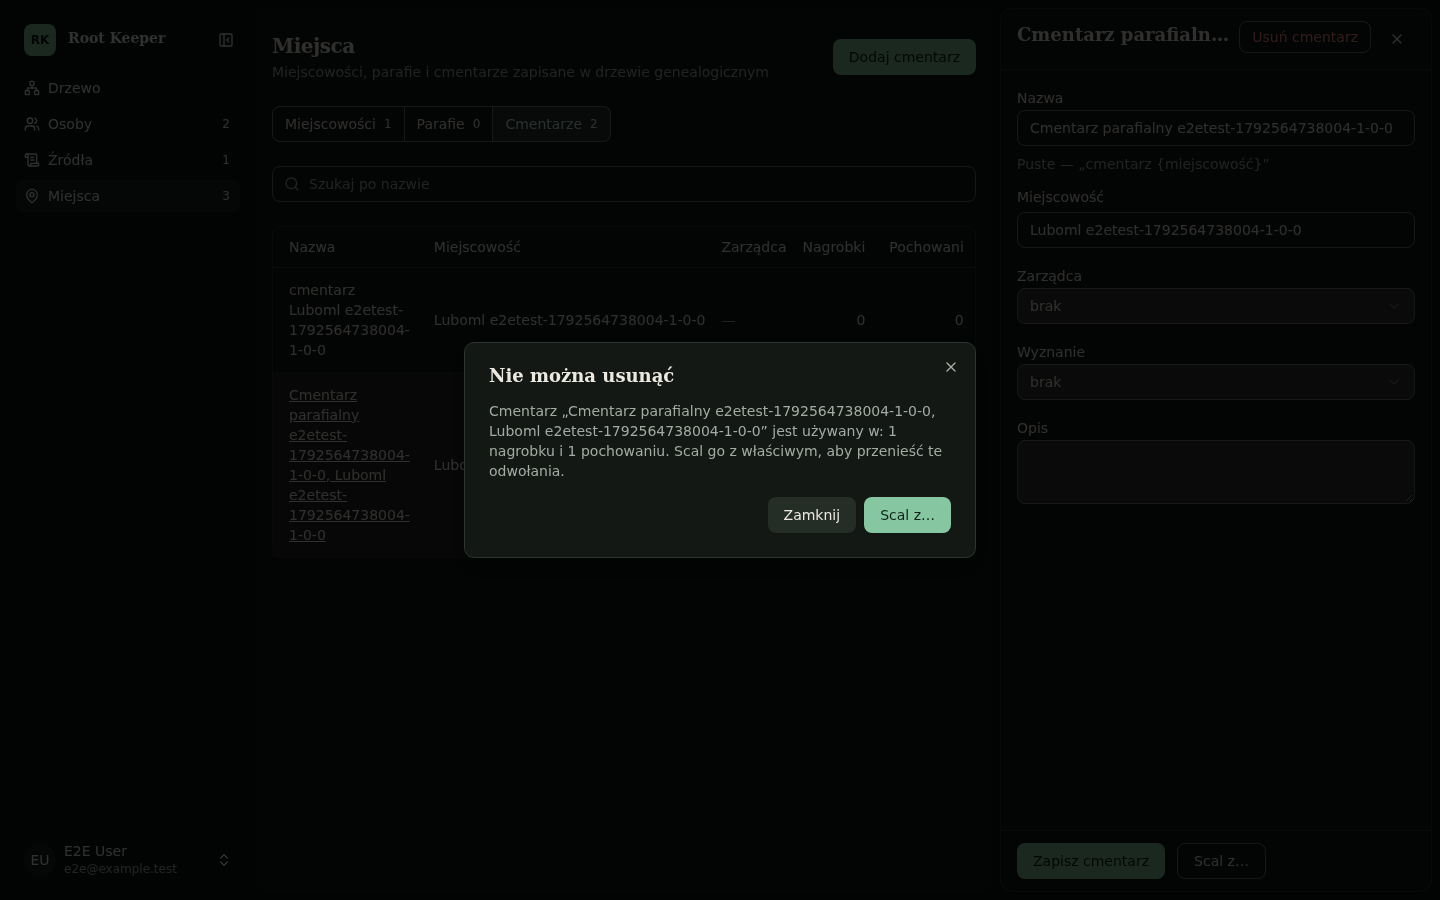 RK
Root Keeper
Drzewo
Osoby 2
Źródła 1
Miejsca 3
EU
E2E User
e2e@example.test
Miejsca
Miejscowości, parafie i cmentarze zapisane w drzewie genealogicznym
Dodaj cmentarz
Miejscowości 1 Parafie 0 Cmentarze 2
Szukaj po nazwie
Nazwa Miejscowość Zarządca Nagrobki Pochowani
cmentarz
Luboml e2etest-
1792564738004-
1-0-0
Luboml e2etest-1792564738004-1-0-0 — 0 0
Cmentarz
parafialny
e2etest-
1792564738004-
1-0-0, Luboml
e2etest-
1792564738004-
1-0-0
Nie można usunąć
Cmentarz „Cmentarz parafialny e2etest-1792564738004-1-0-0,
Luboml e2etest-1792564738004-1-0-0” jest używany w: 1
nagrobku i 1 pochowaniu. Scal go z właściwym, aby przenieść te
odwołania.
Zamknij Scal z…
Cmentarz parafialn…
Usuń cmentarz
Nazwa
Cmentarz parafialny e2etest-1792564738004-1-0-0
Puste — „cmentarz {miejscowość}”
Miejscowość
Luboml e2etest-1792564738004-1-0-0
Zarządca
brak
Wyznanie
brak
Opis
Zapisz cmentarz Scal z…